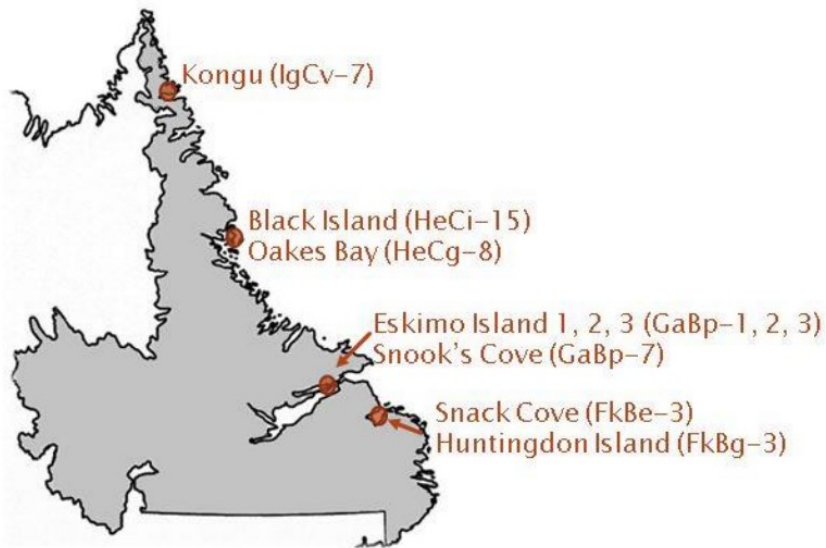 Kongu (IgCv-7)
Black Island (HeCi-15)
Oakes Bay (HeCg-8)
Eskimo Island 1, 2, 3 (GaBp-1, 2, 3)
Snook's Cove (GaBp-7)
Snack Cove (FkBe-3)
Huntingdon Island (FkBg-3)